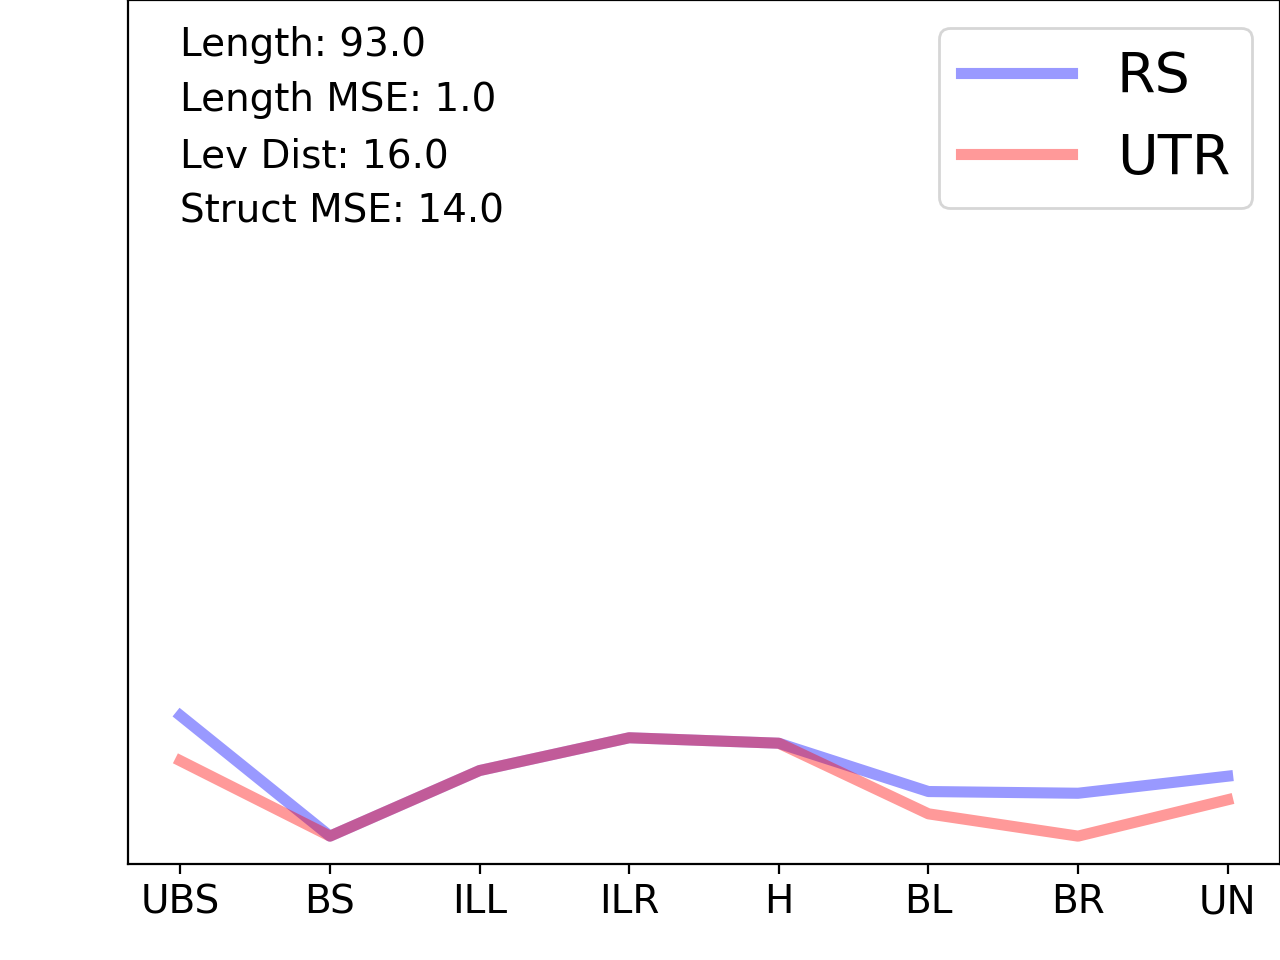 Length: 93.0
Length MSE: 1.0
Lev Dist: 16.0
Struct MSE: 14.0
RS
UTR
UBS BS ILL ILR H BL BR UN